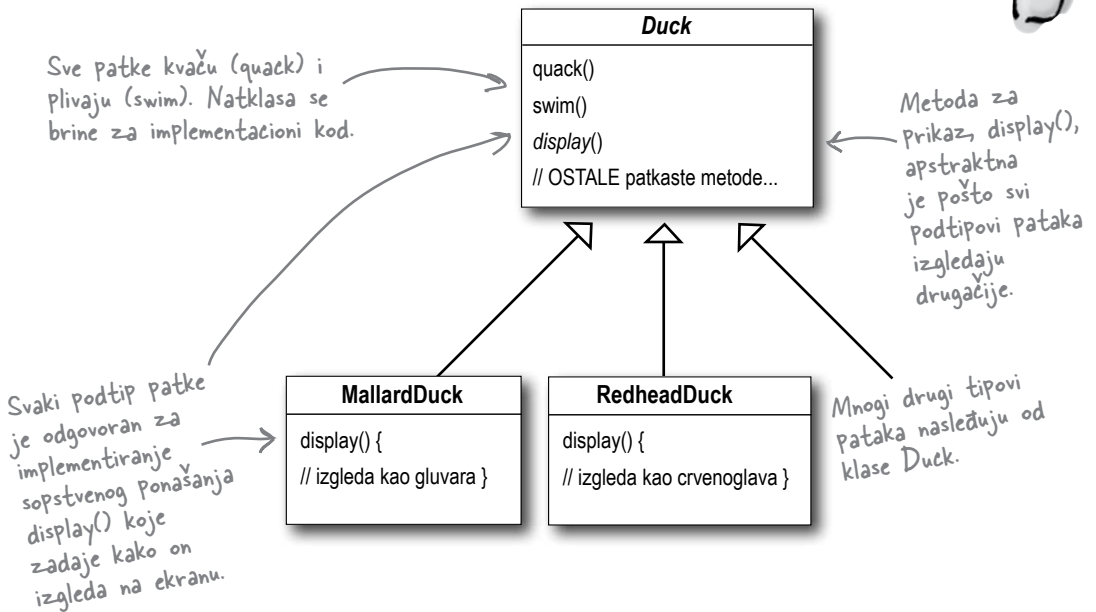 Duck
quack()
swim()
display()
// OSTALE patkaste metode...
Sve patke kvaču (quack) i
plivaju (swim). Natklasa se
brine za implementacioni kod.
Metoda za
prikaz, display(),
apstraktna
je pošto svi
podtipovi pataka
izgledaju
drugačije.
Svaki podtip patke
je odgovoran za
implementiranje
sopstvenog ponašanja
display() koje
zadaje kako on
izgleda na ekranu.
MallardDuck
display() {
// izgleda kao gluvara }
RedheadDuck
display() {
// izgleda kao crvenoglava }
Mnogi drugi tipovi
pataka nasleđuju od
klase Duck.